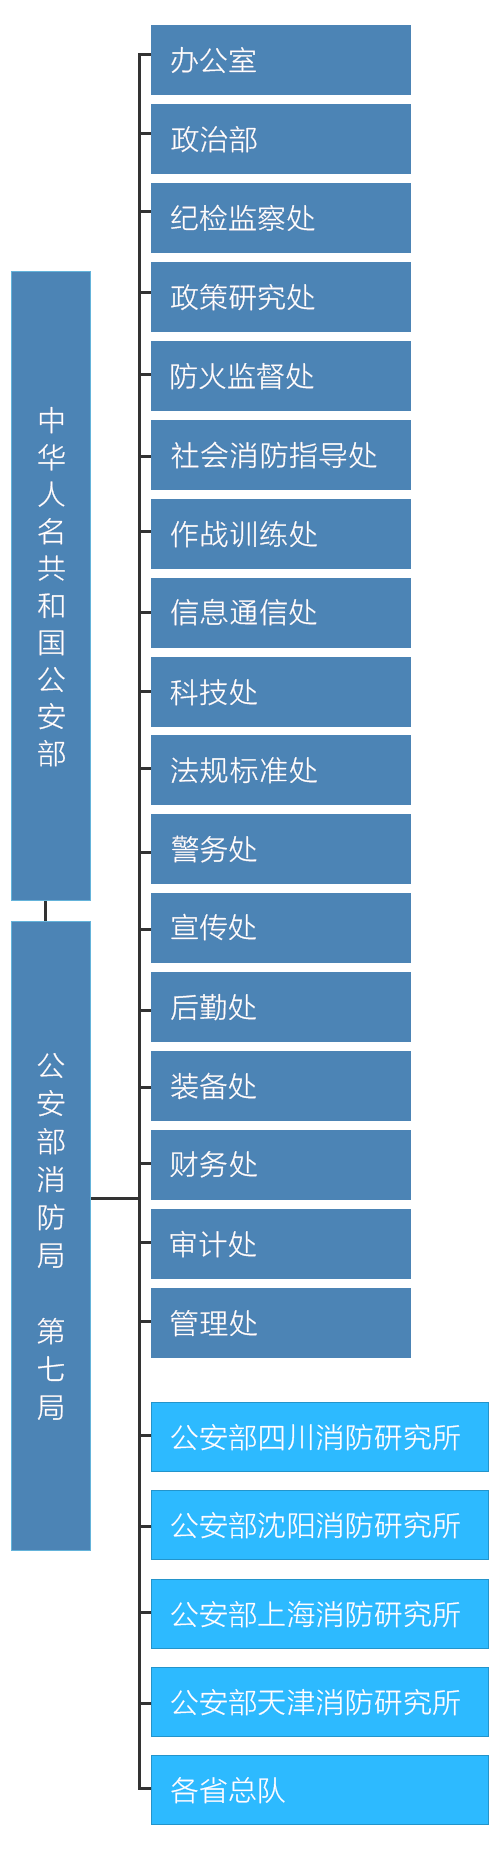 中华人名共和国公安部
公安部消防局 第七局
办公室
政治部
纪检监察处
政策研究处
防火监督处
社会消防指导处
作战训练处
信息通信处
科技处
法规标准处
警务处
宣传处
后勤处
装备处
财务处
审计处
管理处
公安部四川消防研究所
公安部沈阳消防研究所
公安部上海消防研究所
公安部天津消防研究所
各省总队